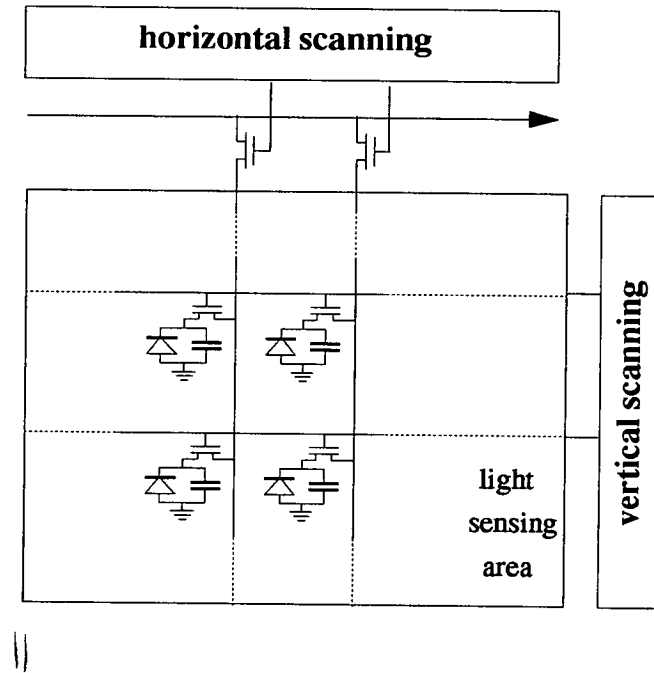 horizontal scanning
vertical scanning
light
sensing
area